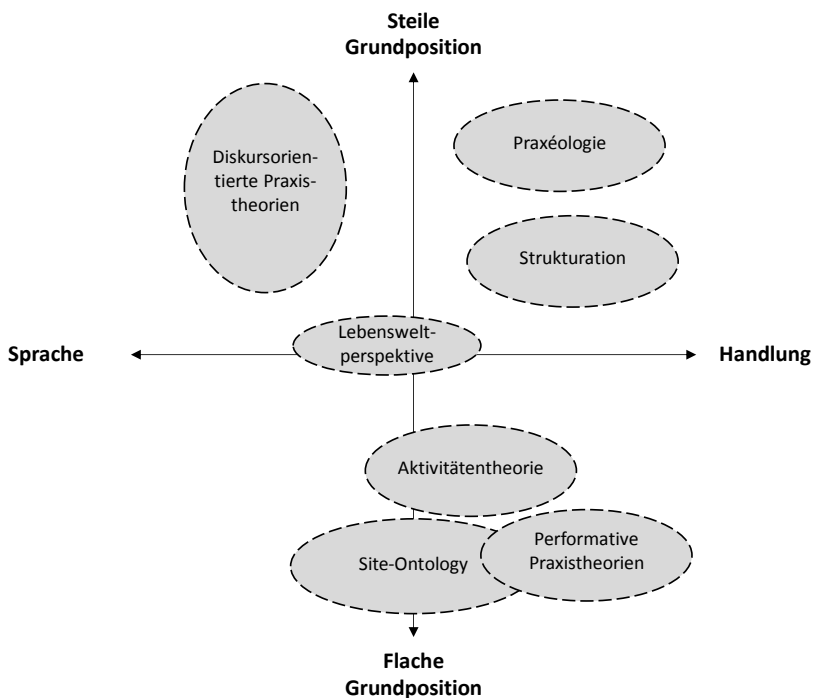 Steile
Grundposition
Diskursorien-
tierte Praxis-
theorien
Praxéologie
Strukturation
Lebenswelt-
perspektive
Sprache
Handlung
Aktivitätentheorie
Site-Ontology
Performative
Praxistheorien
Flache
Grundposition